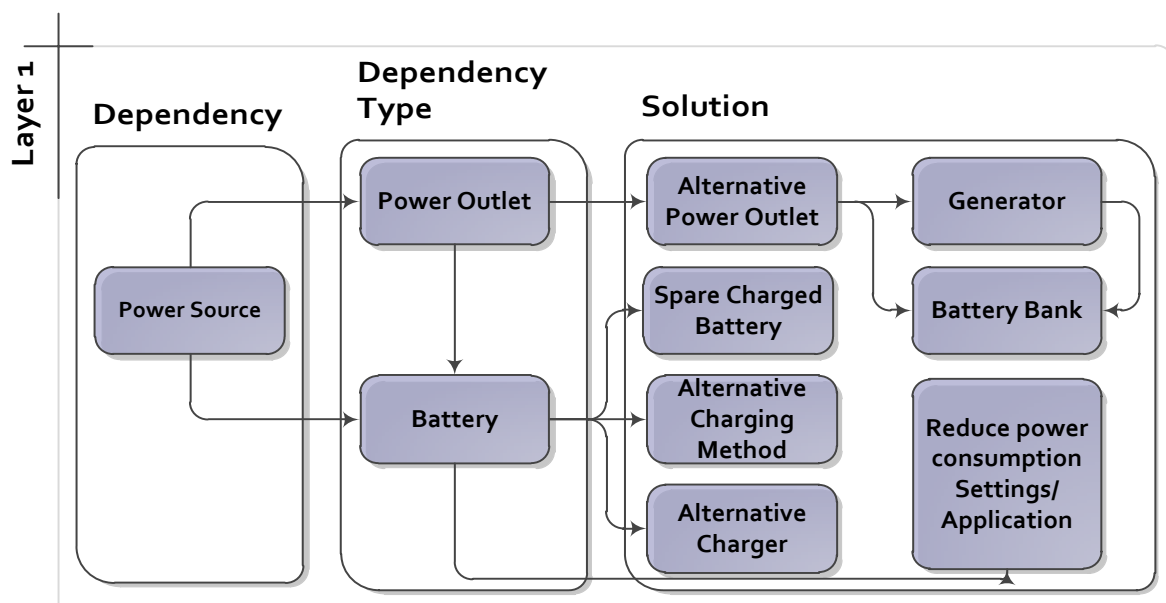 Layer 1
Dependency
Dependency
Type
Solution
Power Source
Power Outlet
Battery
Alternative
Power Outlet
Spare Charged
Battery
Alternative
Charging
Method
Alternative
Charger
Generator
Battery Bank
Reduce power
consumption
Settings/
Application